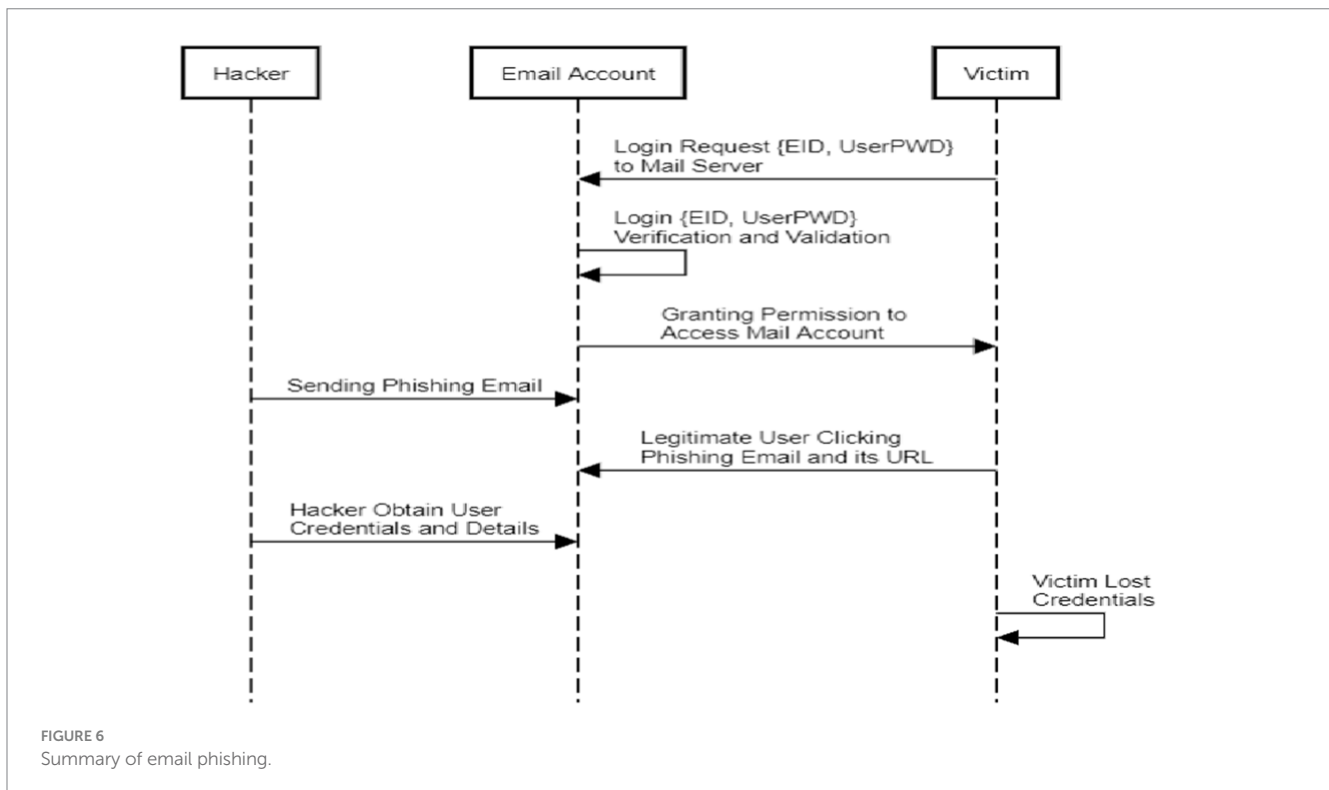 Hacker
Email Account
Victim
Login Request {EID, UserPWD}
to Mail Server
Login {EID, UserPWD}
Verification and Validation
Granting Permission to
Access Mail Account
Sending Phishing Email
Legitimate User Clicking
Phishing Email and its URL
Hacker Obtain User
Credentials and Details
Victim Lost
Credentials
FIGURE 6
Summary of email phishing.